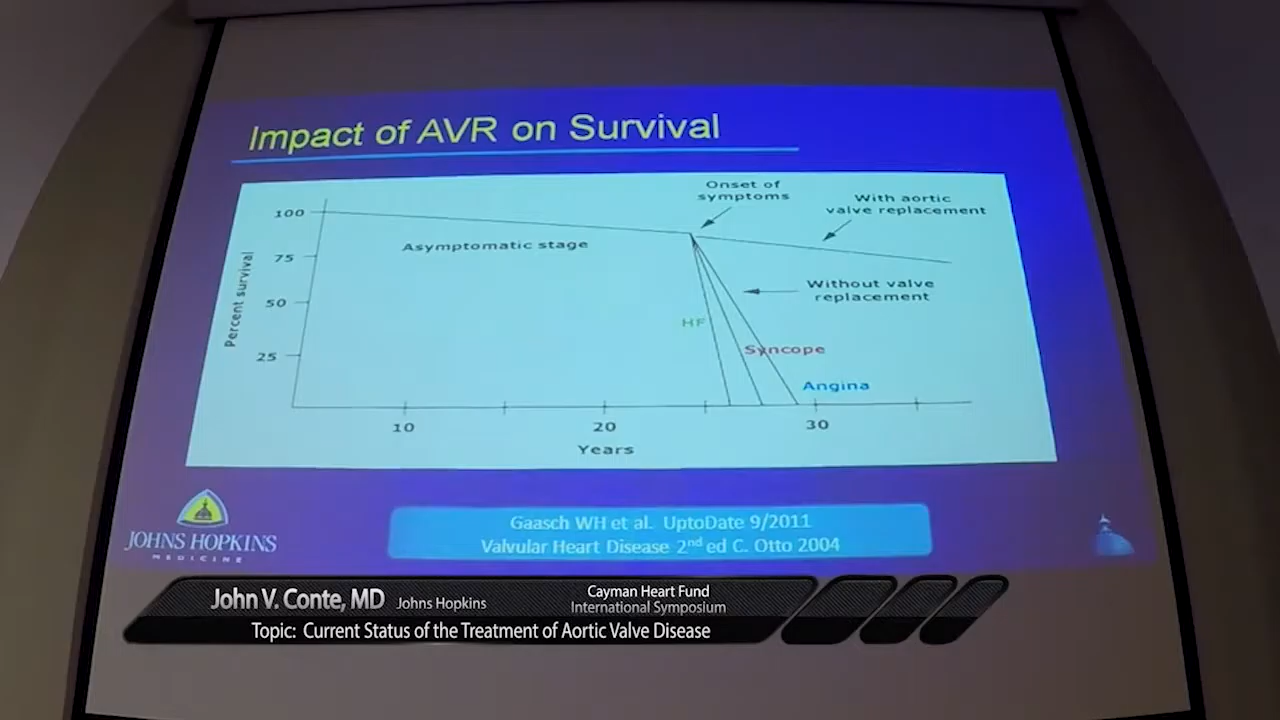 Impact of AVR on Survival
Onset of
symptoms
With aortic
valve replacement
100
Asymptomatic stage
75
Percent survival
Without valve
replacement
50
HF
Syncope
25
Angina
10
20
30
Years
JOHNS HOPKINS
MEDICINE
Gaasch WH et al. UptoDate 9/2011
Valvular Heart Disease 2nd ed C. Otto 2004
John V. Conte, MD Johns Hopkins
Cayman Heart Fund
International Symposium
Topic: Current Status of the Treatment of Aortic Valve Disease